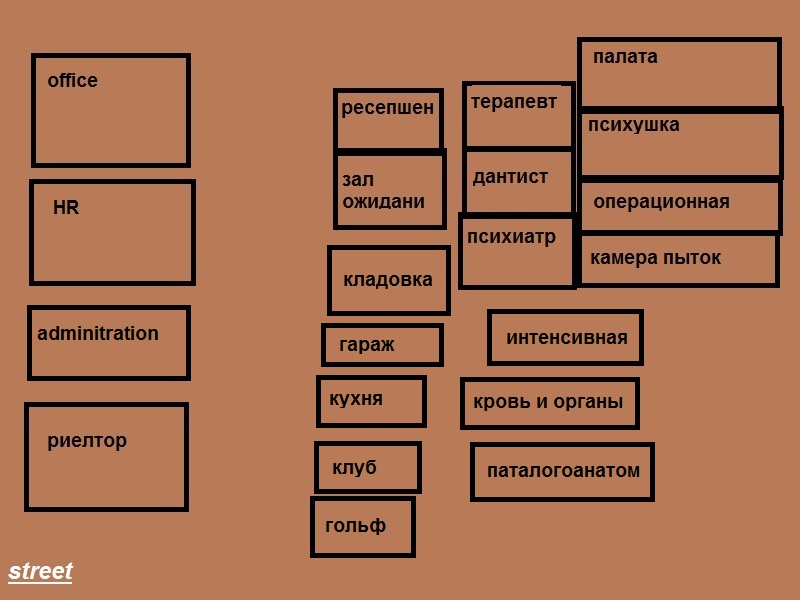 office
HR
adminitration
риелтор
ресепшен
зал
ожидани
кладовка
гараж
кухня
клуб
гольф
терапевт
дантист
психиатр
палата
психушка
операционная
камера пыток
интенсивная
кровь и органы
паталогоанатом
street